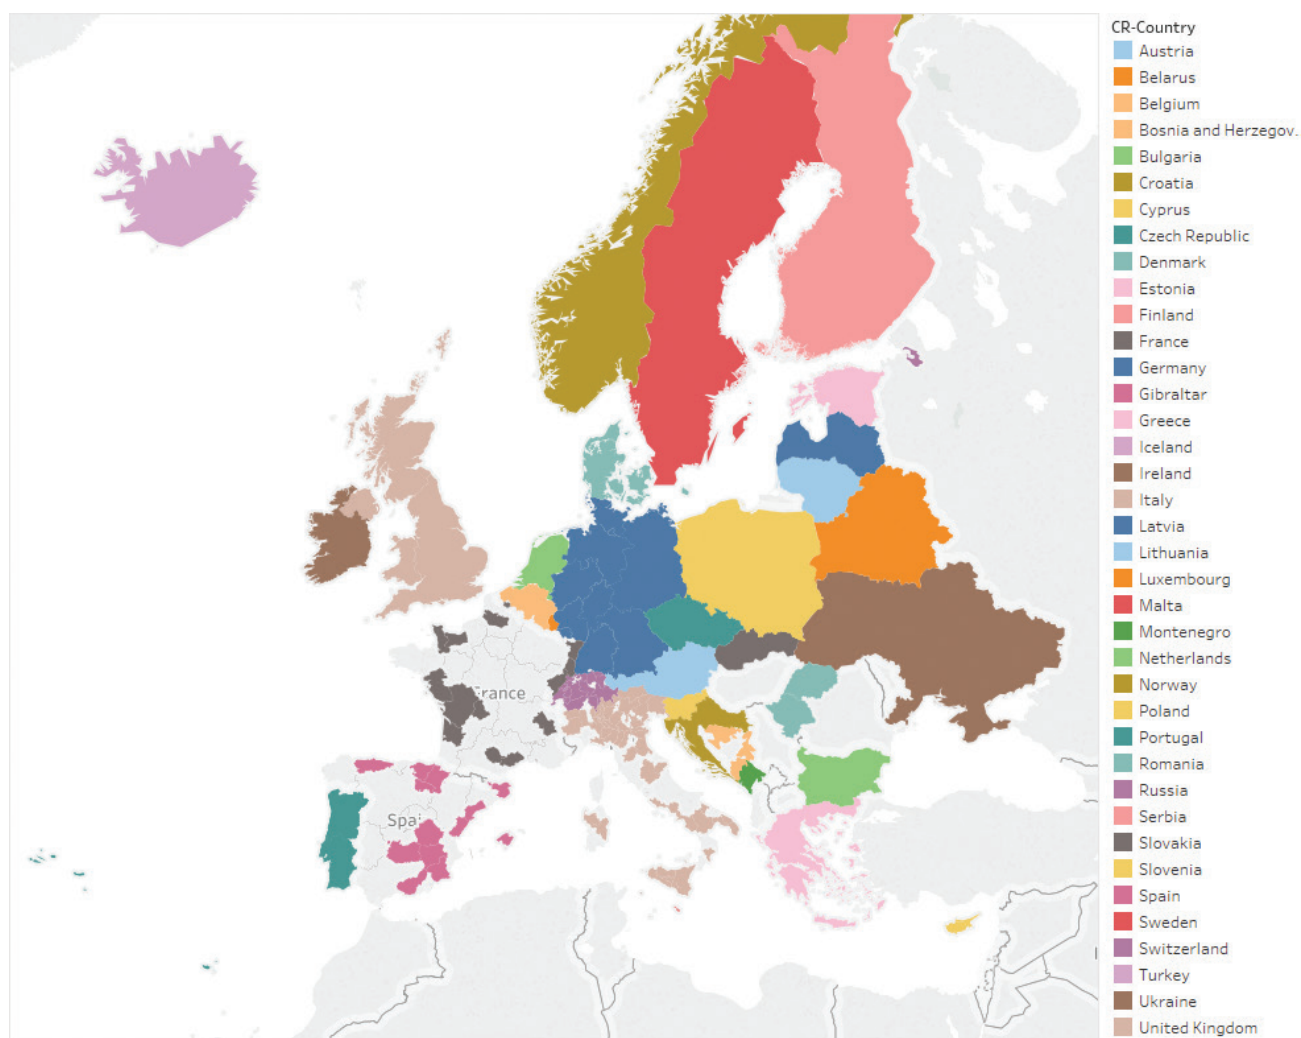 CR-Country
Austria
Belarus
Belgium
Bosnia and Herzegov.
Bulgaria
Croatia
Cyprus
Czech Republic
Denmark
Estonia
Finland
France
Germany
Gibraltar
Greece
Iceland
Ireland
Italy
Latvia
Lithuania
Luxembourg
Malta
Montenegro
Netherlands
Norway
Poland
Portugal
Romania
Russia
Serbia
Slovakia
Slovenia
Spain
Sweden
Switzerland
Turkey
Ukraine
United Kingdom
France
Spai